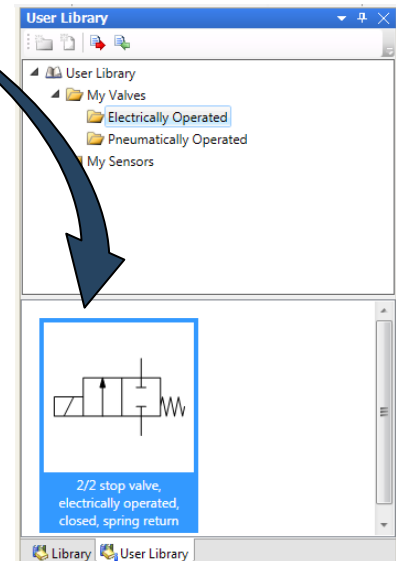 User Library
User Library
My Valves
Electrically Operated
Pneumatically Operated
My Sensors
2/2 stop valve,
electrically operated,
closed, spring return
Library User Library